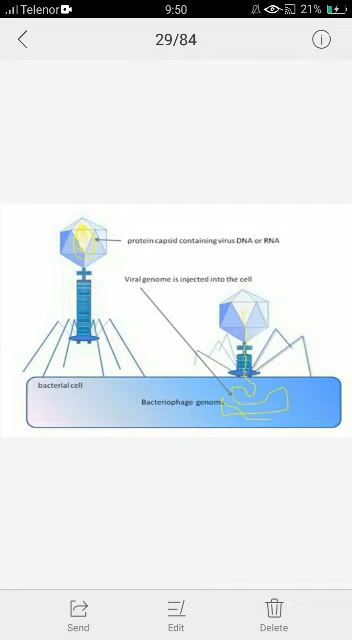 Telenor 9:50 21%
29/84
protein capsid containing virus DNA or RNA
Viral genome is injected into the cell
bacterial cell
Bacteriophage genome
Send Edit Delete